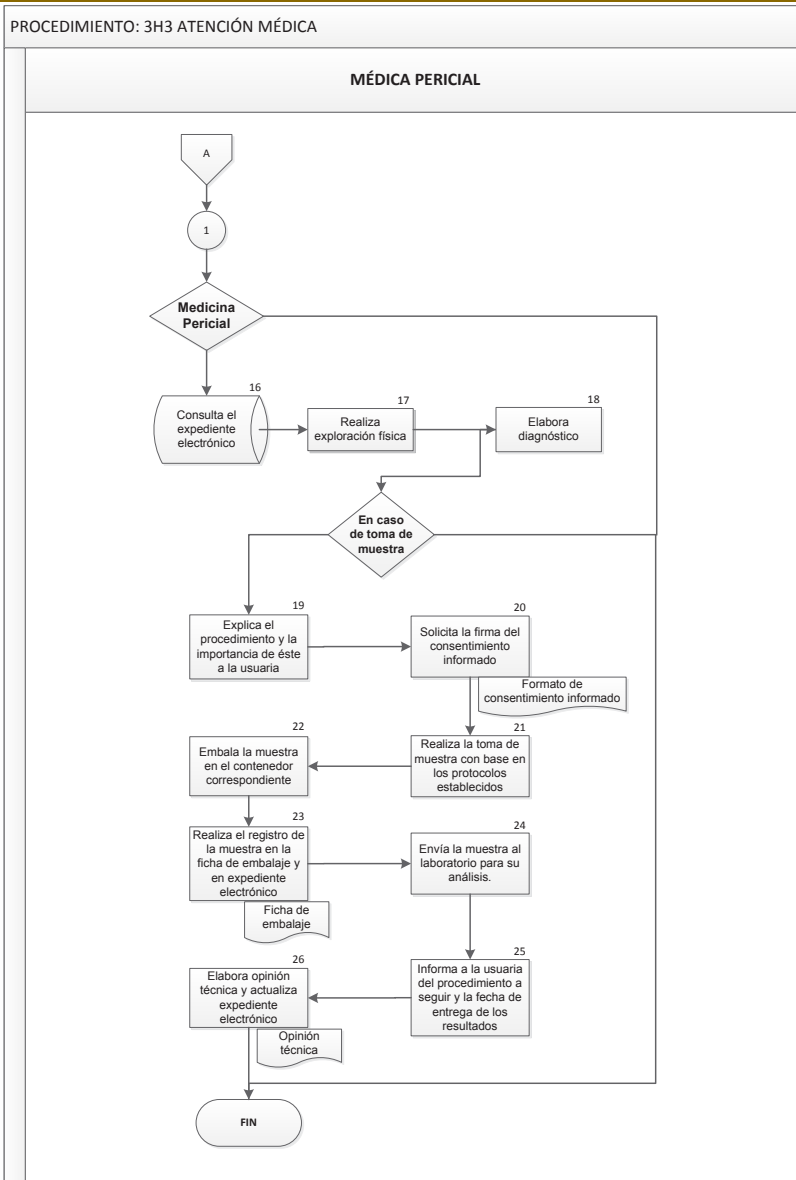 PROCEDIMIENTO: 3H3 ATENCIÓN MÉDICA
MÉDICA PERICIAL
A
1
Medicina
Pericial
16
Consulta el
expediente
electrónico
17
Realiza
exploración física
18
Elabora
diagnóstico
En caso
de toma de
muestra
19
Explica el
procedimiento y la
importancia de éste
a la usuaria
20
Solicita la firma del
consentimiento
informado
Formato de
consentimiento informado
21
Realiza la toma de
muestra con base en
los protocolos
establecidos
22
Embala la muestra
en el contenedor
correspondiente
23
Realiza el registro de
la muestra en la
ficha de embalaje y
en expediente
electrónico
Ficha de
embalaje
24
Envía la muestra al
laboratorio para su
análisis.
25
Informa a la usuaria
del procedimiento a
seguir y la fecha de
entrega de los
resultados
26
Elabora opinión
técnica y actualiza
expediente
electrónico
Opinión
técnica
FIN